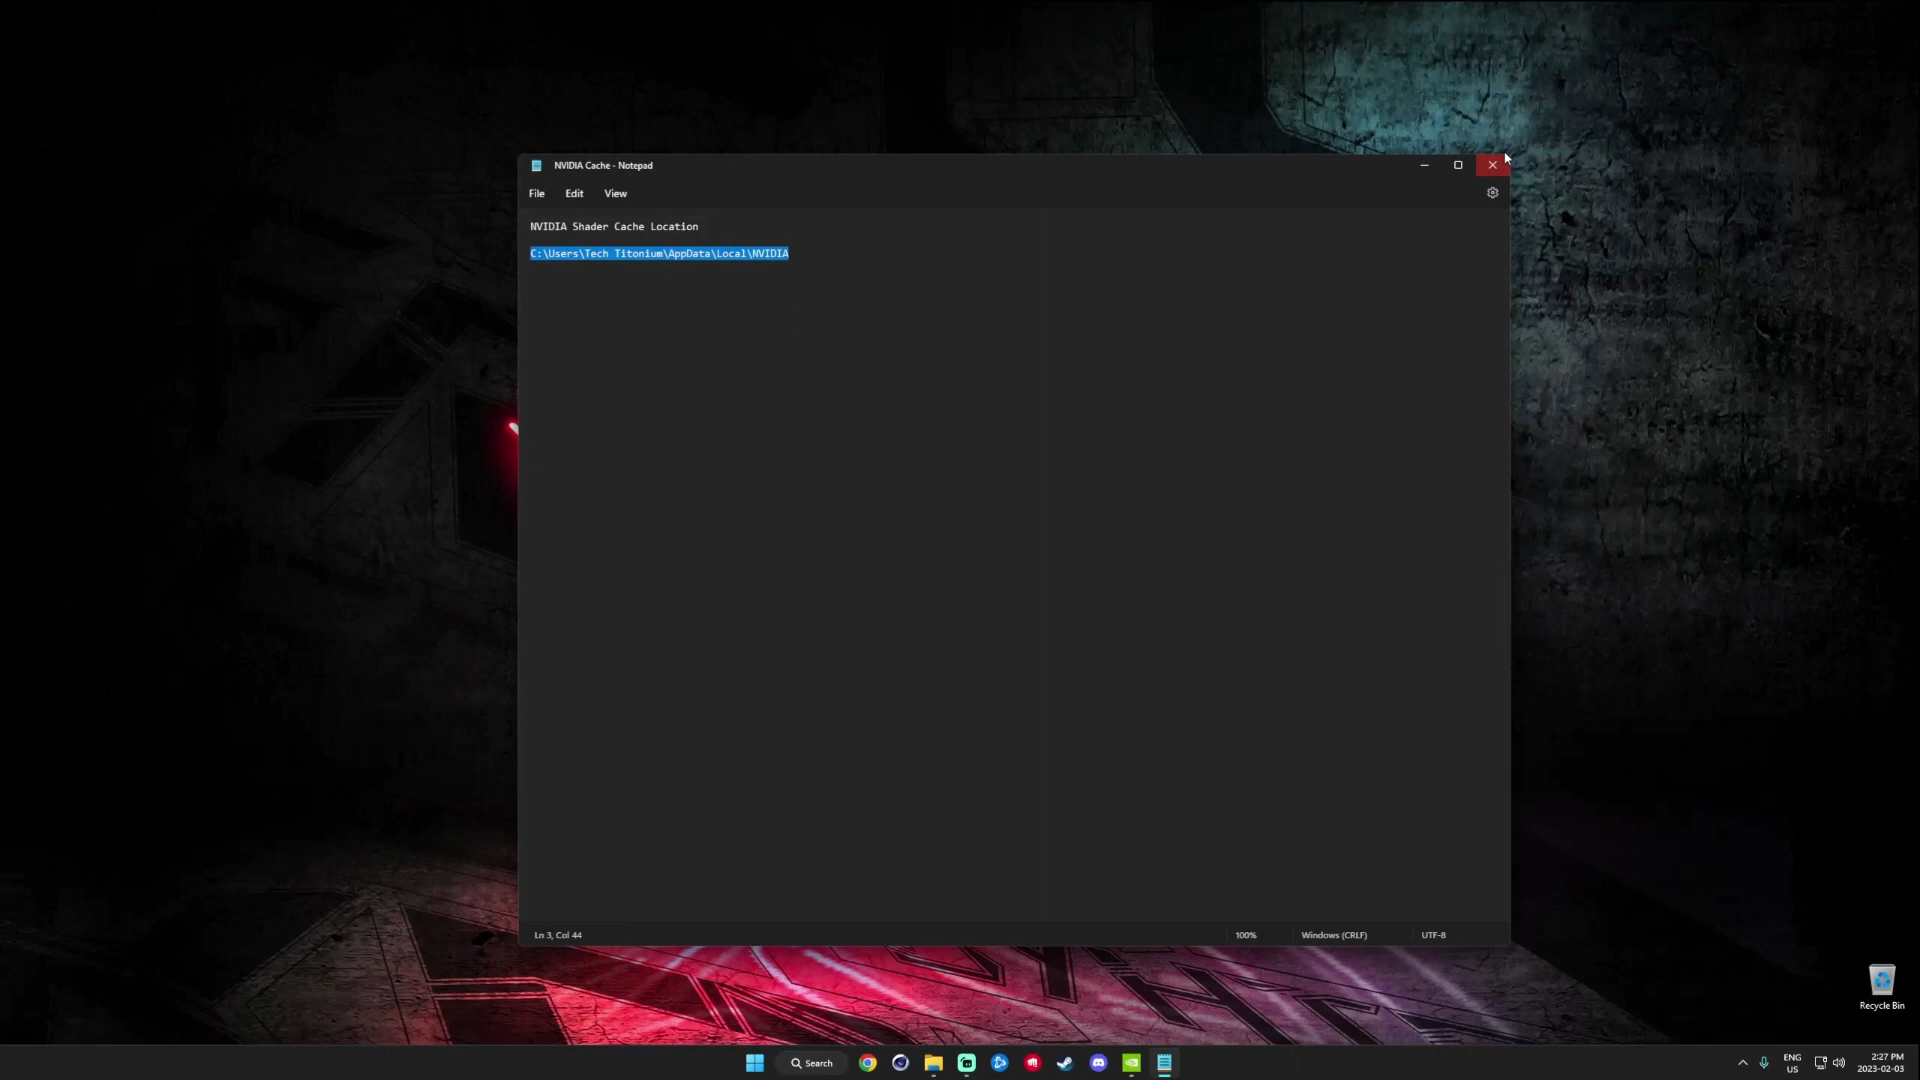 NVIDIA Cache - Notepad
File Edit View
NVIDIA Shader Cache Location
C:\Users\Tech Titonium\AppData\Local\NVIDIA
Ln 3, Col 44
100%
Windows (CRLF)
UTF-8
Recycle Bin
Search
ENG
US
2:27 PM
2023-02-03